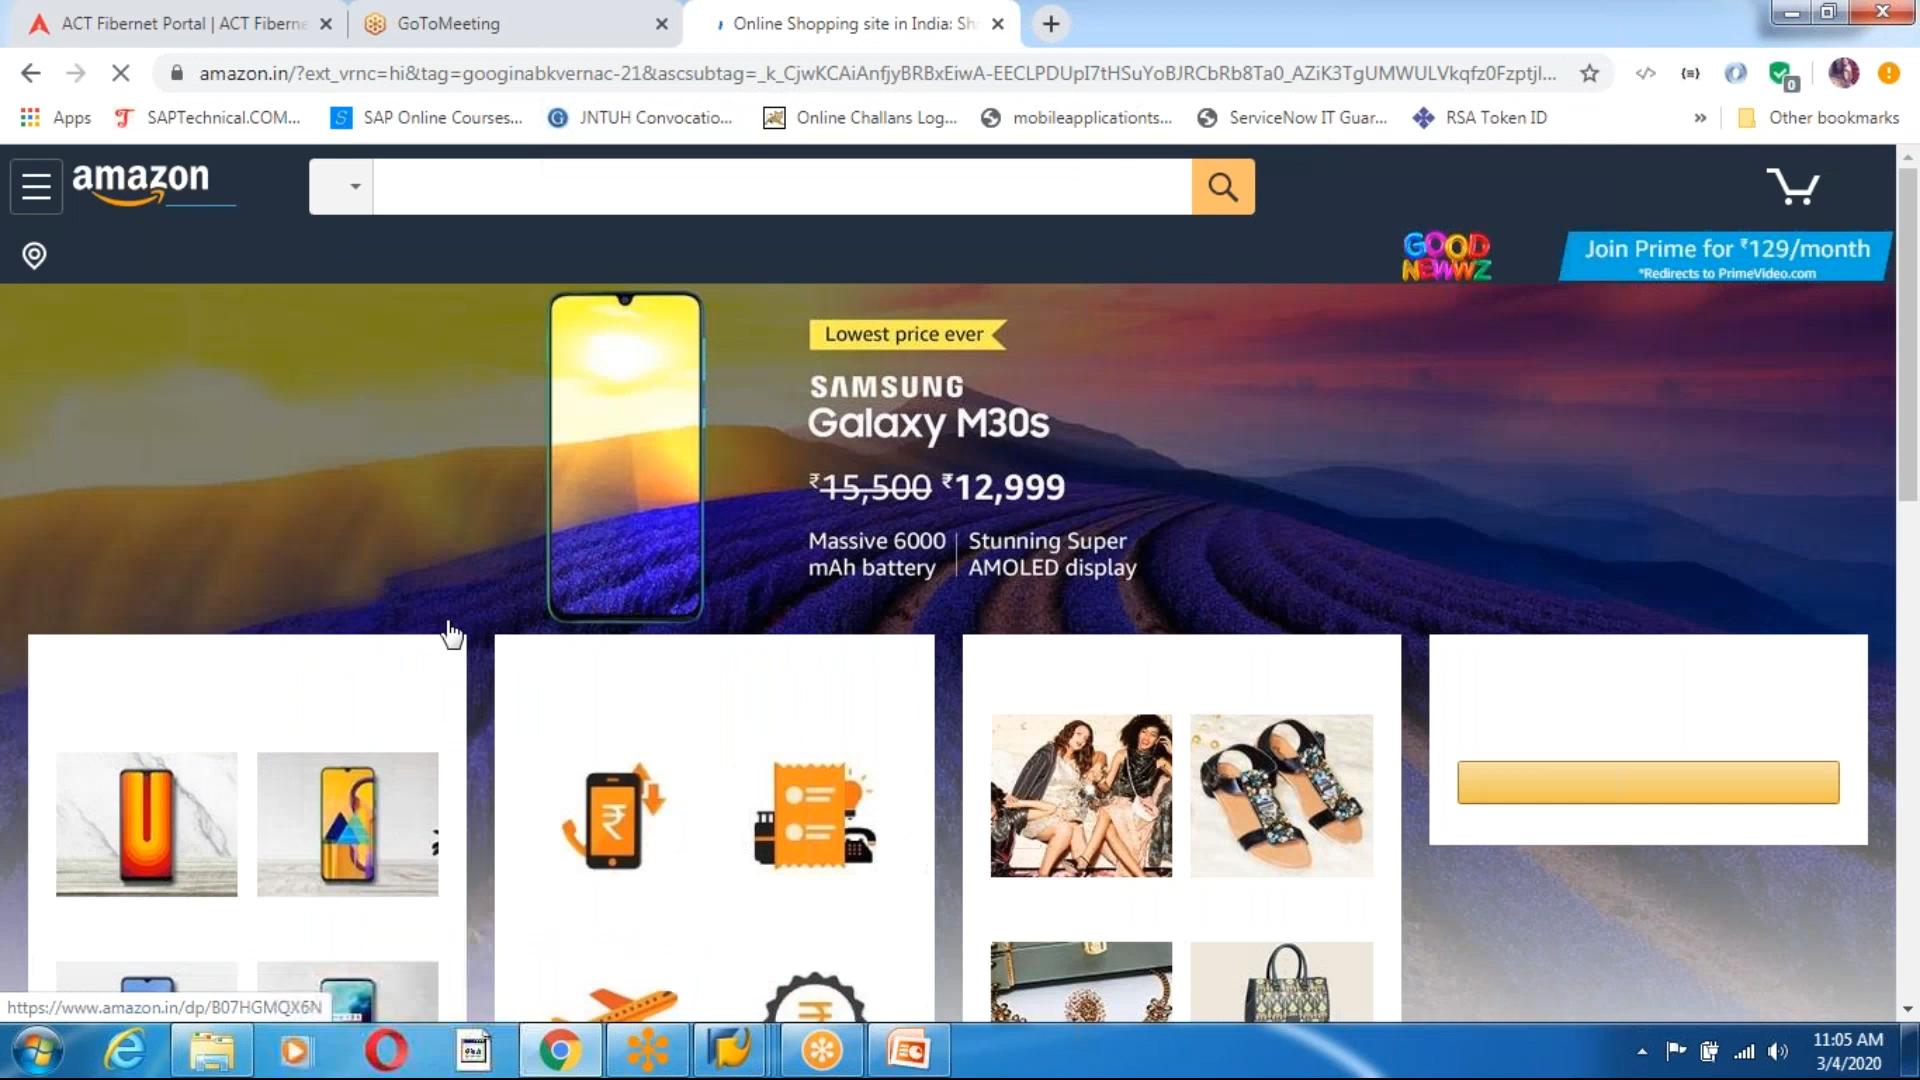 ACT Fibernet Portal | ACT Fiberne
GoToMeeting
Online Shopping site in India: Sh
amazon.in/?ext_vrnc=hi&tag=googinabkvernac-21&ascsubtag=_k_CjwKCAiAnfjyBRBxEiwA-EECLPDUpI7tHSuYoBJRCbRb8Ta0_AZiK3TgUMWULVkqfz0Fzptjl...
Apps
SAPTechnical.COM...
SAP Online Courses...
JNTUH Convocatio...
Online Challans Log...
mobileapplicationts...
ServiceNow IT Guar...
RSA Token ID
»
Other bookmarks
amazon
GOOD
NEWWZ
Join Prime for ₹129/month
*Redirects to PrimeVideo.com
Lowest price ever
SAMSUNG
Galaxy M30s
₹15,500 ₹12,999
Massive 6000
mAh battery
Stunning Super
AMOLED display
https://www.amazon.in/dp/B07HGMQX6N
11:05 AM
3/4/2020